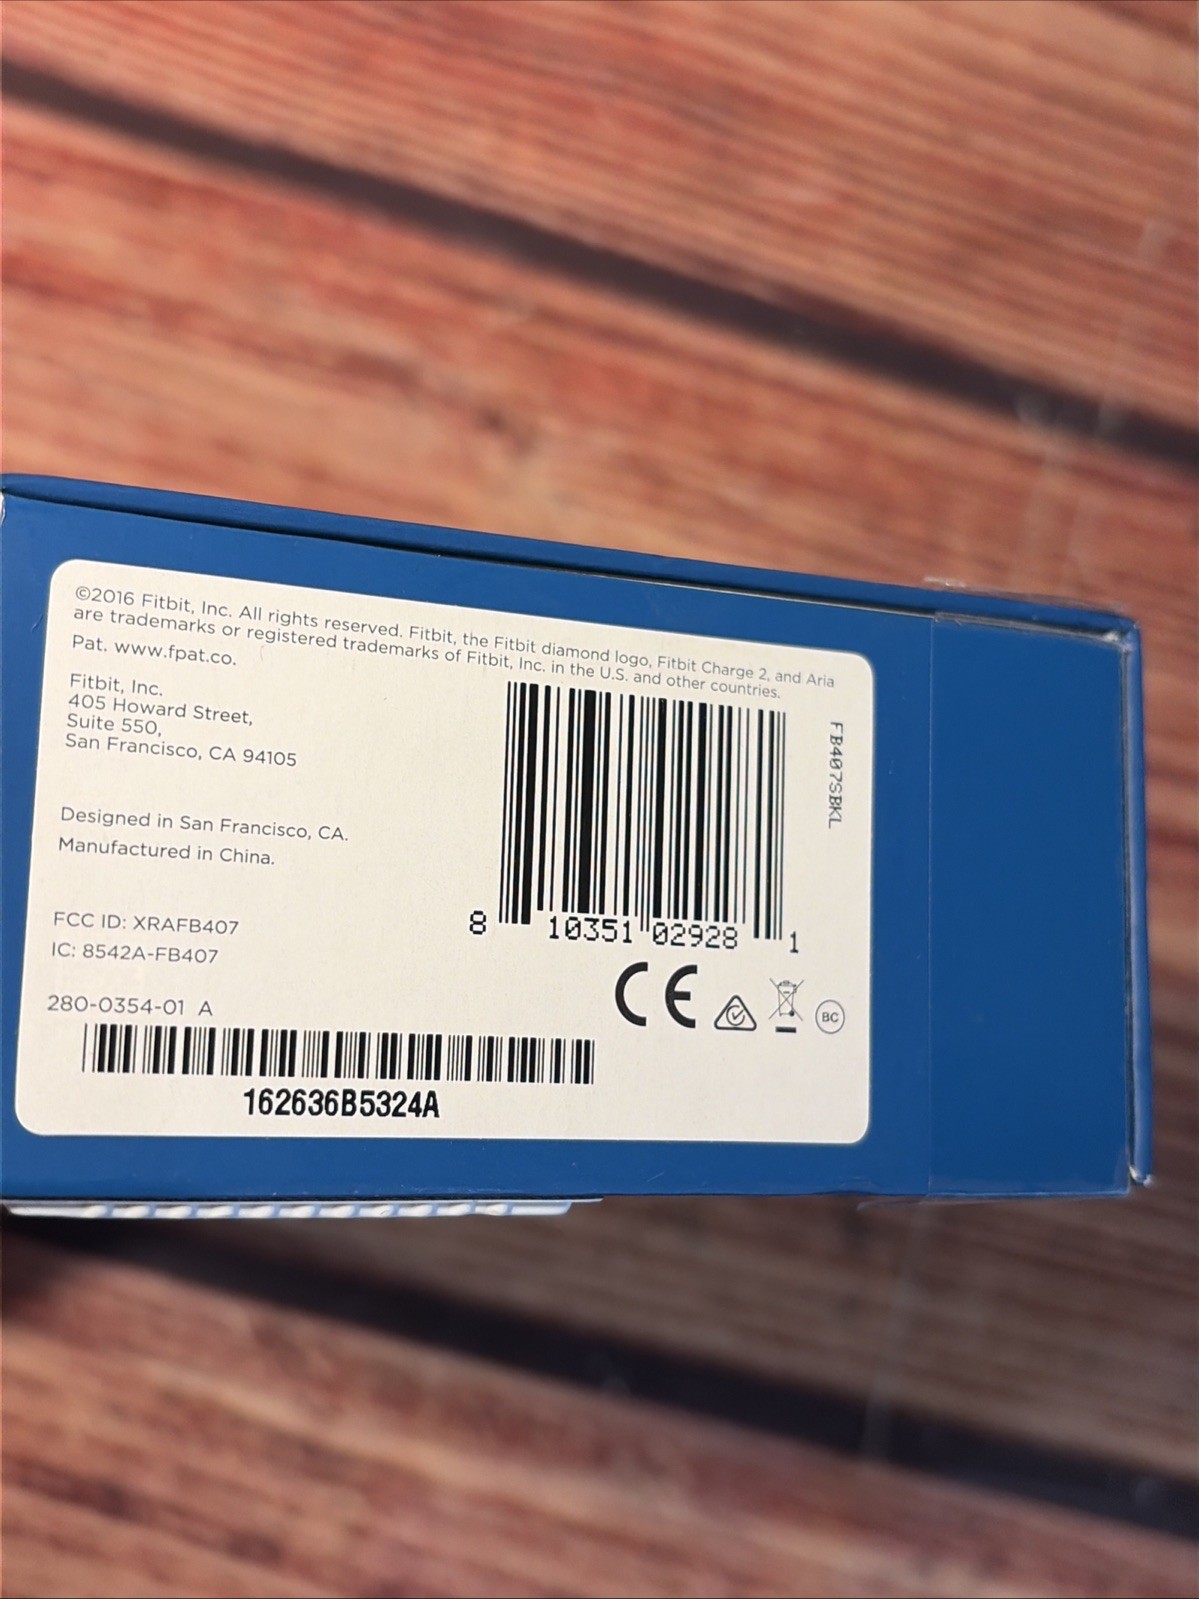 ©2016 Fitbit, Inc. All rights reserved. Fitbit, the Fitbit diamond logo, Fitbit Charge 2, and Aria
are trademarks or registered trademarks of Fitbit, Inc. in the U.S. and other countries.
Pat. www.fpat.co.
Fitbit, Inc.
405 Howard Street,
Suite 550,
San Francisco, CA 94105
Designed in San Francisco, CA.
Manufactured in China.
FCC ID: XRAFB407
IC: 8542A-FB407
280-0354-01 A
162636B5324A
8 10351 02928 1
FB407SBKL
CE
BC